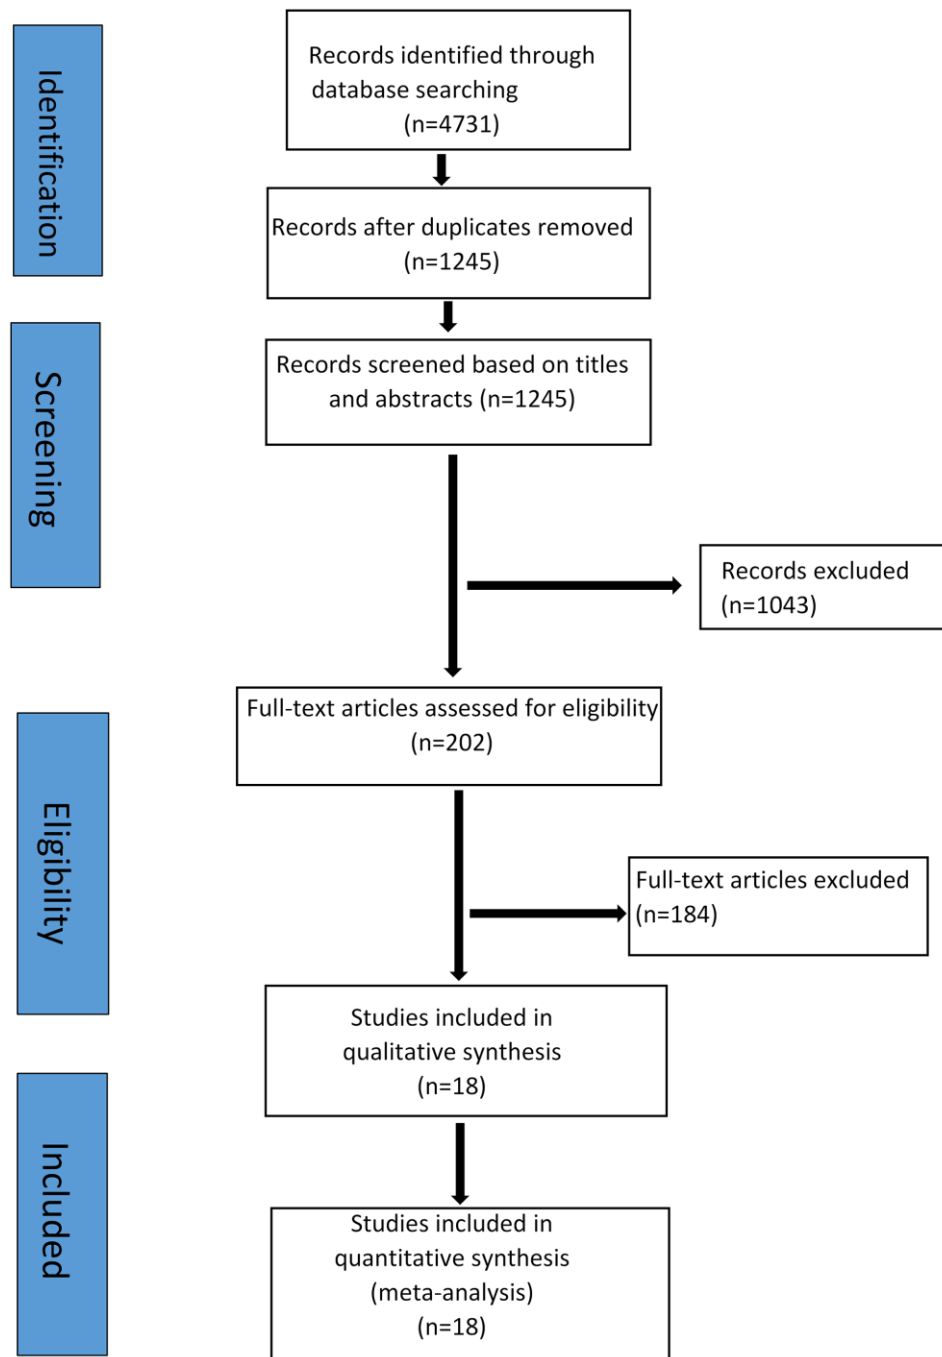 Identification
Records identified through
database searching
(n=4731)
Records after duplicates removed
(n=1245)
Screening
Records screened based on titles
and abstracts (n=1245)
Records excluded
(n=1043)
Eligibility
Full-text articles assessed for eligibility
(n=202)
Full-text articles excluded
(n=184)
Studies included in
qualitative synthesis
(n=18)
Included
Studies included in
quantitative synthesis
(meta-analysis)
(n=18)